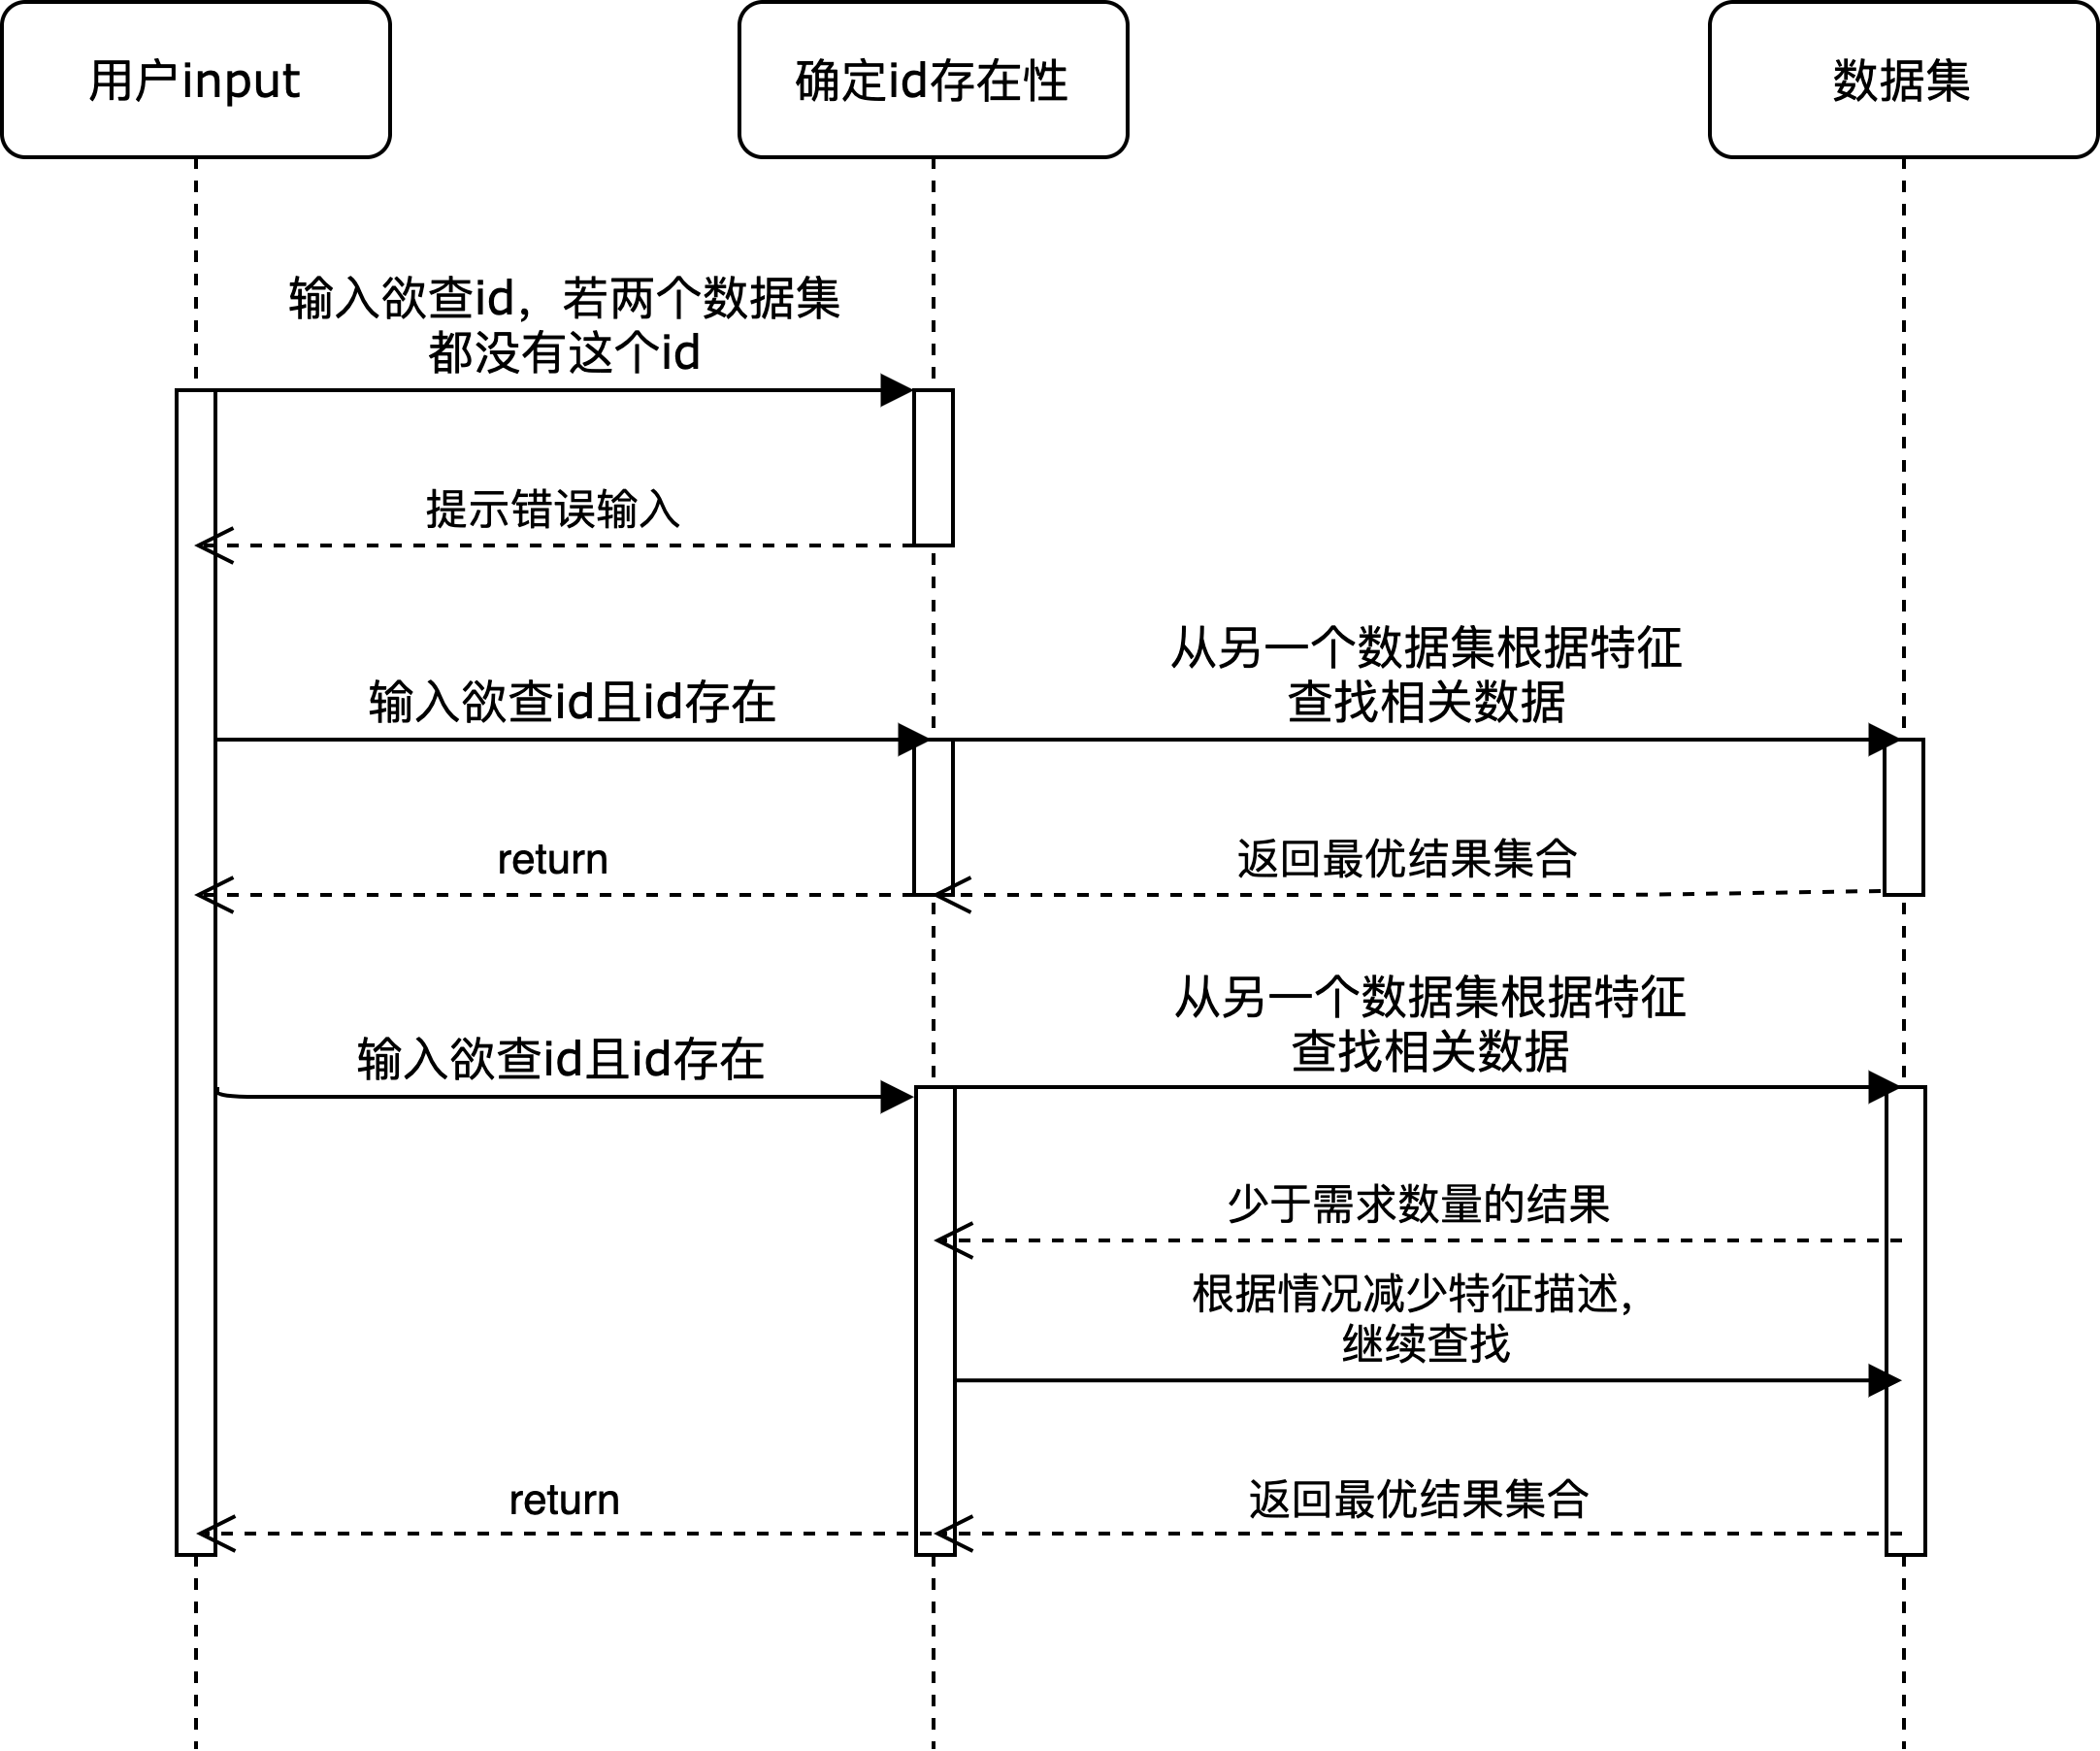 用户input
确定id存在性
数据集
输入欲查id，若两个数据集
都没有这个id
提示错误输入
从另一个数据集根据特征
查找相关数据
输入欲查id且id存在
return
返回最优结果集合
从另一个数据集根据特征
查找相关数据
输入欲查id且id存在
少于需求数量的结果
根据情况减少特征描述，
继续查找
return
返回最优结果集合